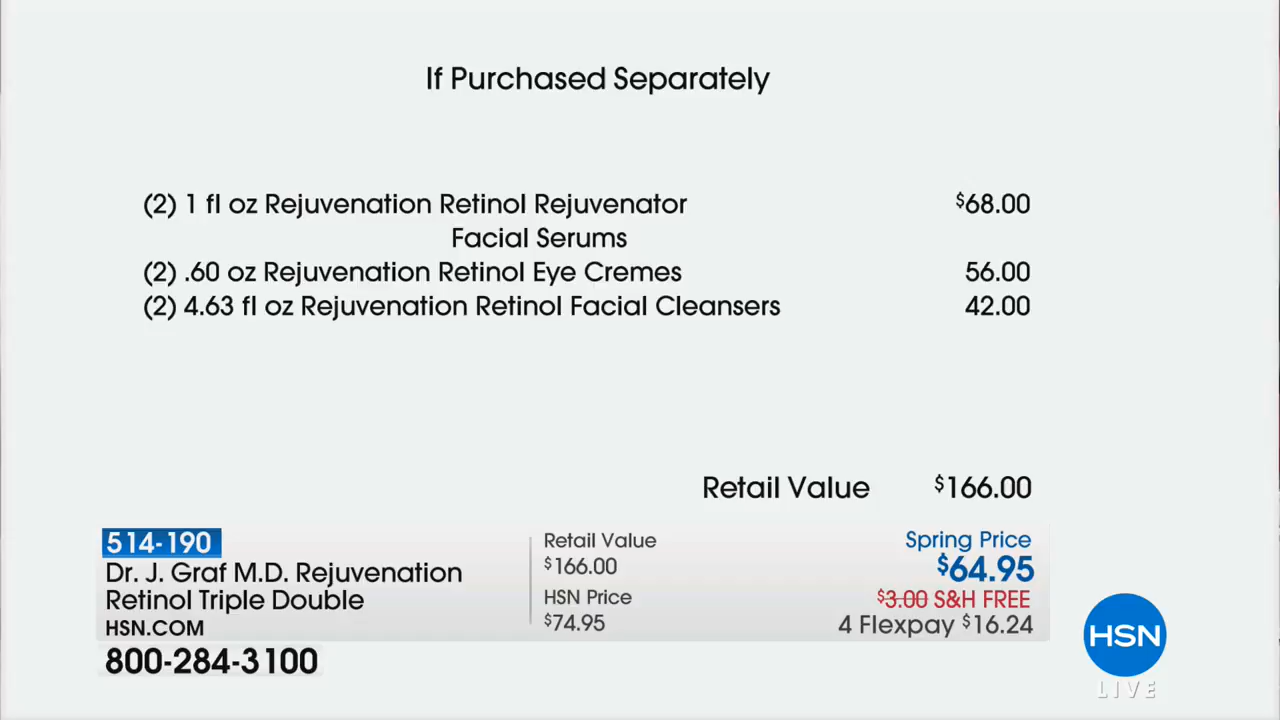 If Purchased Separately
(2) 1 fl oz Rejuvenation Retinol Rejuvenator $68.00
Facial Serums
(2) .60 oz Rejuvenation Retinol Eye Cremes 56.00
(2) 4.63 fl oz Rejuvenation Retinol Facial Cleansers 42.00
Retail Value $166.00
514-190
Dr. J. Graf M.D. Rejuvenation
Retinol Triple Double
HSN.COM
800-284-3100
Retail Value
$166.00
HSN Price
$74.95
Spring Price
$64.95
$3.00 S&H FREE
4 Flexpay $16.24
HSN
LIVE